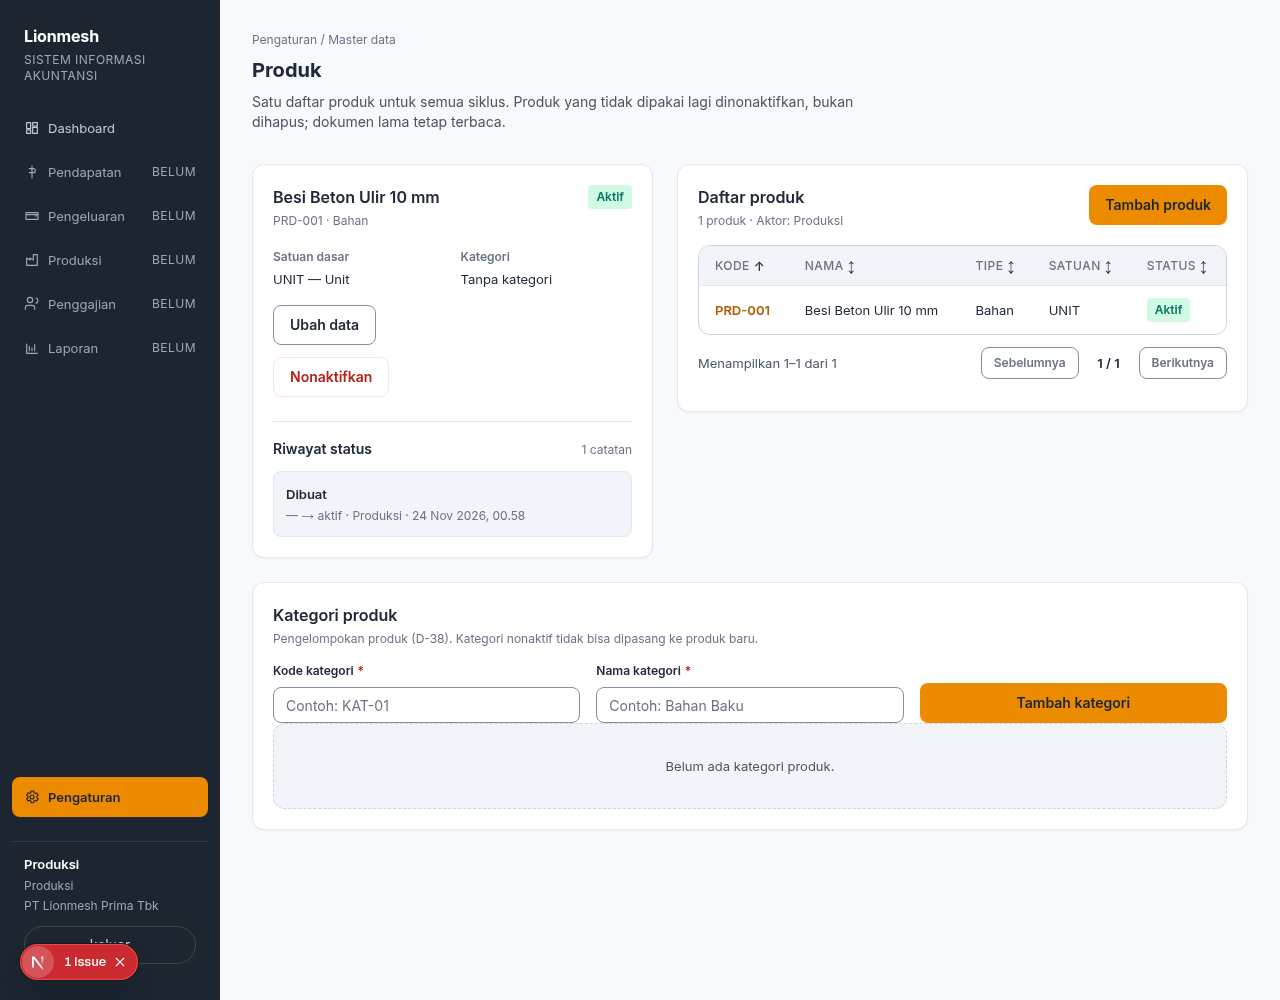 Lionmesh
SISTEM INFORMASI
AKUNTANSI
Dashboard
Pendapatan BELUM
Pengeluaran BELUM
Produksi BELUM
Penggajian BELUM
Laporan BELUM
Pengaturan
Produksi
Produksi
PT Lionmesh Prima Tbk
1 Issue
Pengaturan / Master data
Produk
Satu daftar produk untuk semua siklus. Produk yang tidak dipakai lagi dinonaktifkan, bukan
dihapus; dokumen lama tetap terbaca.
Besi Beton Ulir 10 mm Aktif
PRD-001 · Bahan
Satuan dasar Kategori
UNIT — Unit Tanpa kategori
Ubah data
Nonaktifkan
Riwayat status 1 catatan
Dibuat
— → aktif · Produksi · 24 Nov 2026, 00.58
Daftar produk
1 produk · Aktor: Produksi
Tambah produk
KODE ↑ NAMA ↕ TIPE ↕ SATUAN ↕ STATUS ↕
PRD-001 Besi Beton Ulir 10 mm Bahan UNIT Aktif
Menampilkan 1–1 dari 1 Sebelumnya 1 / 1 Berikutnya
Kategori produk
Pengelompokan produk (D-38). Kategori nonaktif tidak bisa dipasang ke produk baru.
Kode kategori * Nama kategori *
Contoh: KAT-01 Contoh: Bahan Baku Tambah kategori
Belum ada kategori produk.